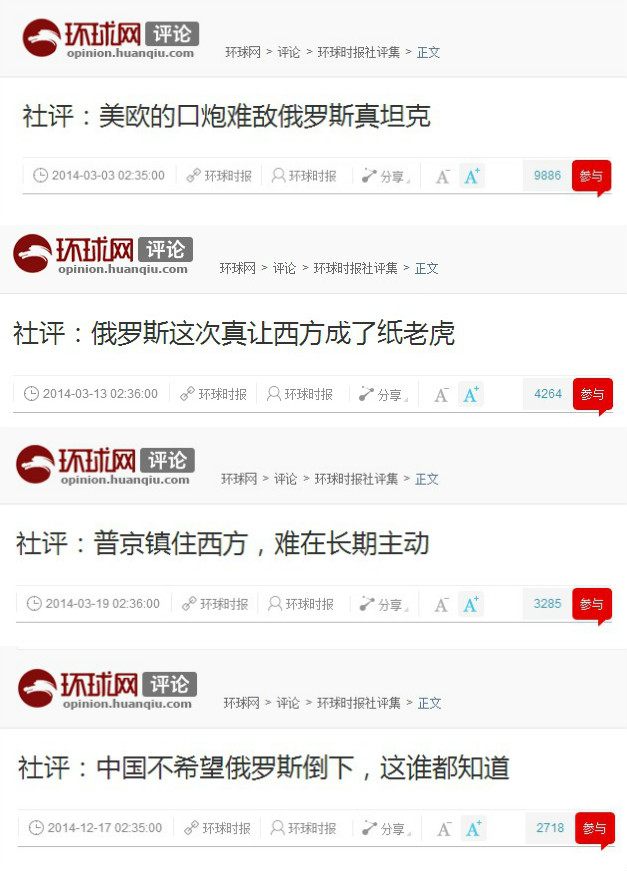 环球网 评论
opinion.huanqiu.com
环球网 > 评论 > 环球时报社评集 > 正文
社评：美欧的口炮难敌俄罗斯真坦克
2014-03-03 02:35:00 环球时报 环球时报 分享 A- A+ 9886 参与
环球网 评论
opinion.huanqiu.com
环球网 > 评论 > 环球时报社评集 > 正文
社评：俄罗斯这次真让西方成了纸老虎
2014-03-13 02:36:00 环球时报 环球时报 分享 A- A+ 4264 参与
环球网 评论
opinion.huanqiu.com
环球网 > 评论 > 环球时报社评集 > 正文
社评：普京镇住西方，难在长期主动
2014-03-19 02:36:00 环球时报 环球时报 分享 A- A+ 3285 参与
环球网 评论
opinion.huanqiu.com
环球网 > 评论 > 环球时报社评集 > 正文
社评：中国不希望俄罗斯倒下，这谁都知道
2014-12-17 02:35:00 环球时报 环球时报 分享 A- A+ 2718 参与